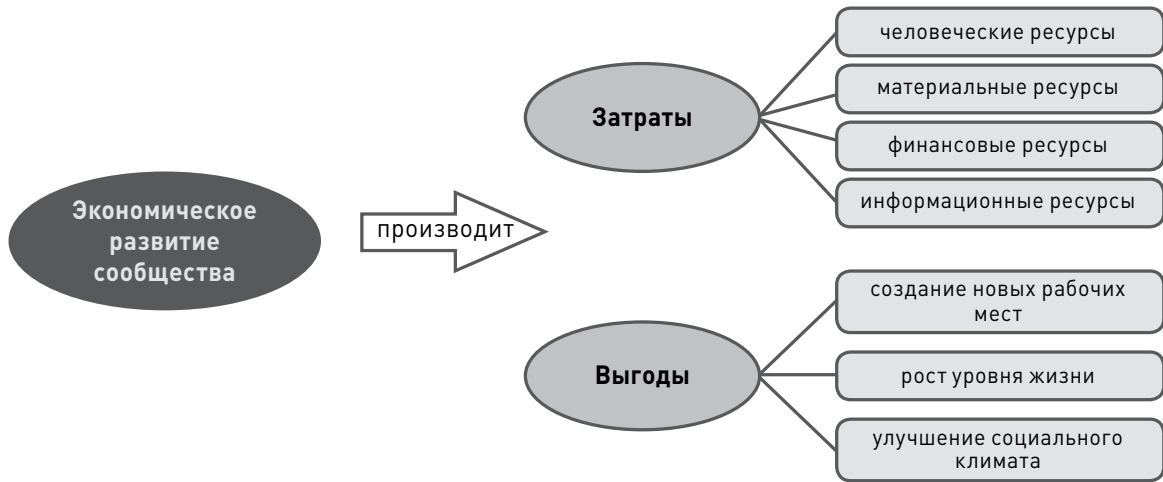 Экономическое
развитие
сообщества
производит
Затраты
человеческие ресурсы
материальные ресурсы
финансовые ресурсы
информационные ресурсы
Выгоды
создание новых рабочих
мест
рост уровня жизни
улучшение социального
климата